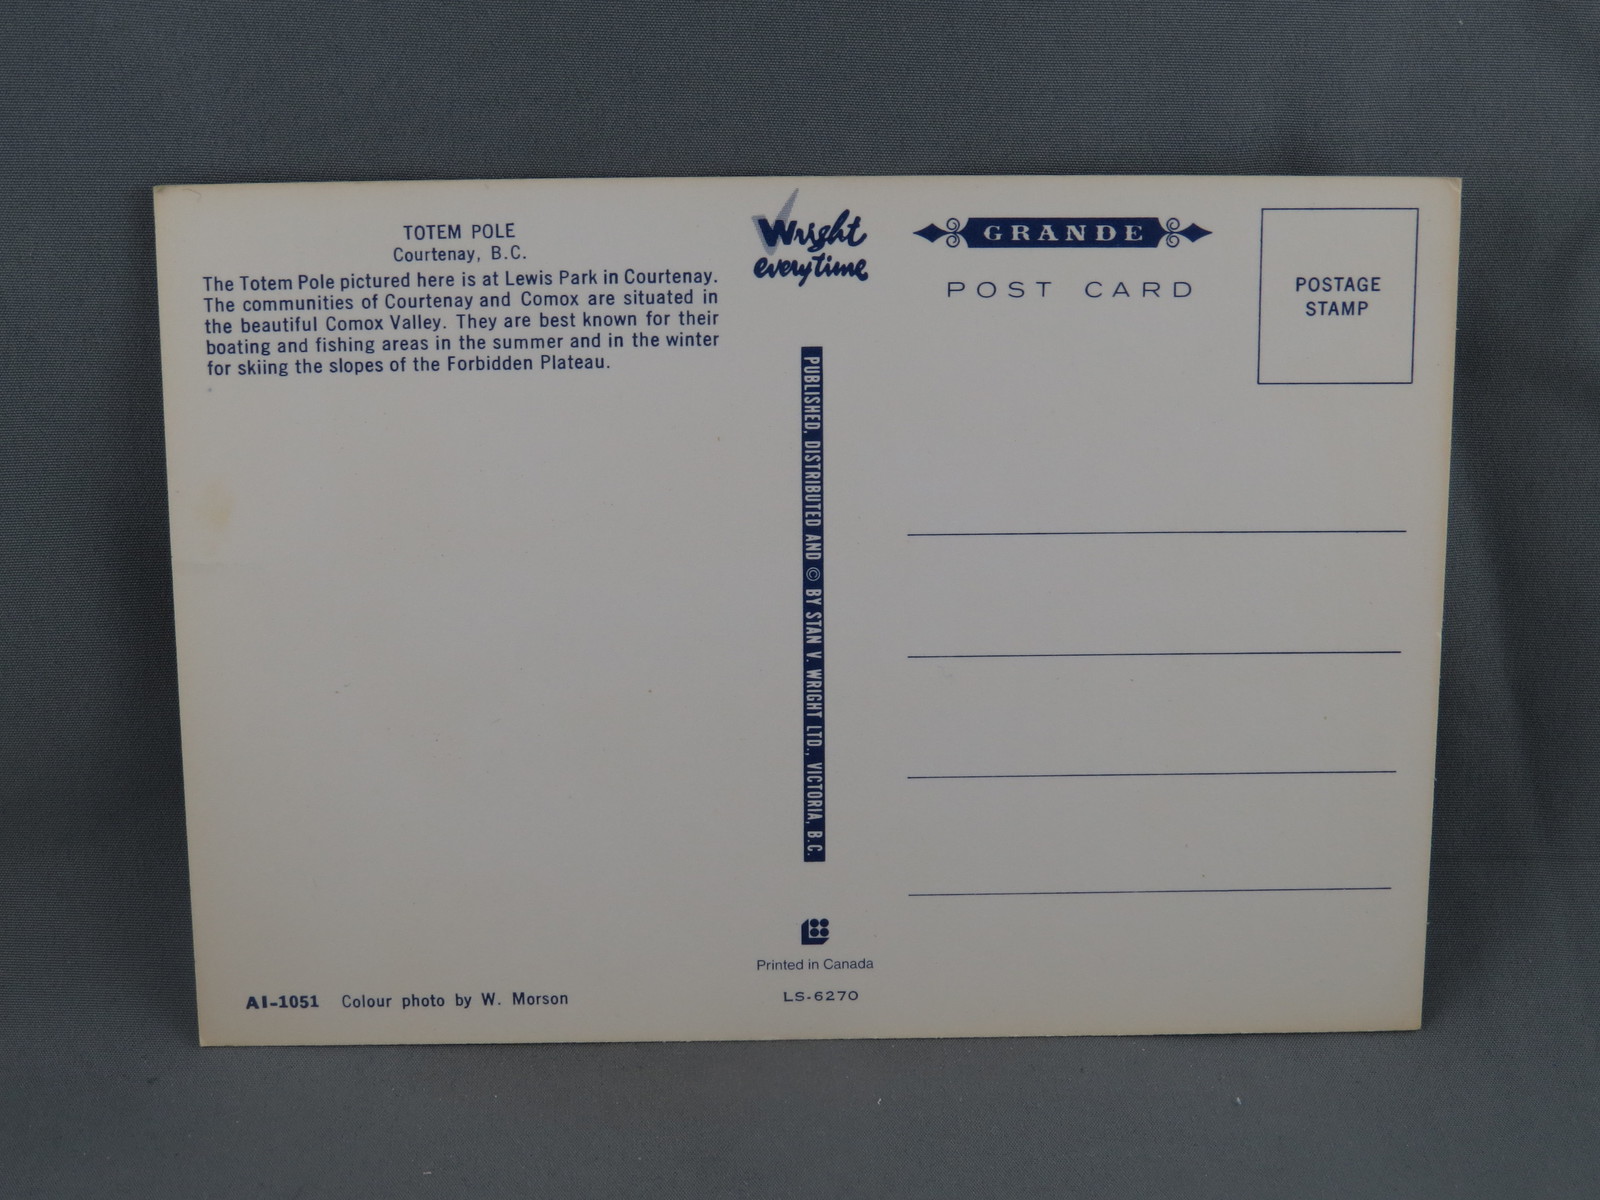 TOTEM POLE
Courtenay, B.C.
The Totem Pole pictured here is at Lewis Park in Courtenay.
The communities of Courtenay and Comox are situated in
the beautiful Comox Valley. They are best known for their
boating and fishing areas in the summer and in the winter
for skiing the slopes of the Forbidden Plateau.
AI-1051 Colour photo by W. Morson
Wright
everytime
PUBLISHED, DISTRIBUTED AND © BY STAN V. WRIGHT LTD., VICTORIA, B.C.
Printed in Canada
LS-6270
GRANDE
POST CARD
POSTAGE
STAMP